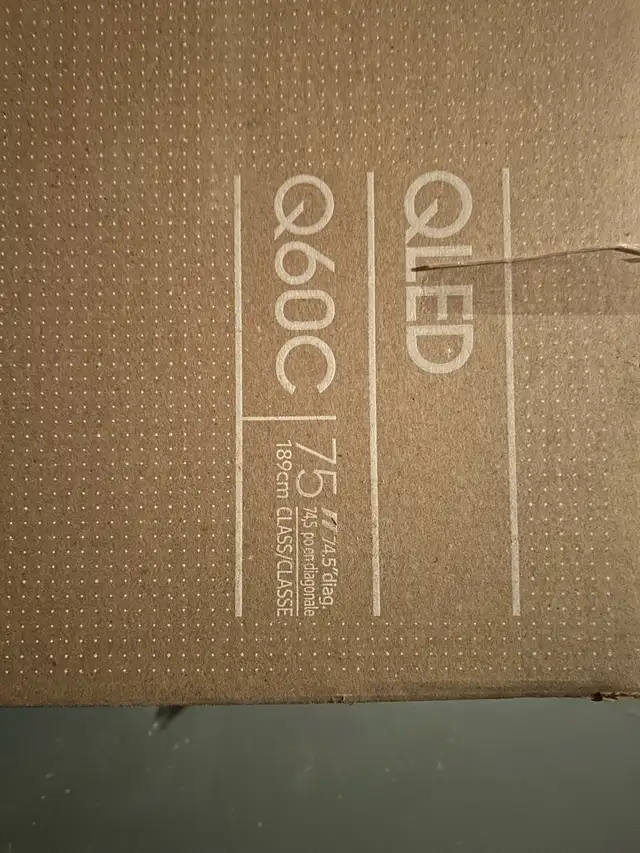 QLED
Q60C
75" 74.5" diag.
74,5 po en diagonale
189cm CLASS/CLASSE